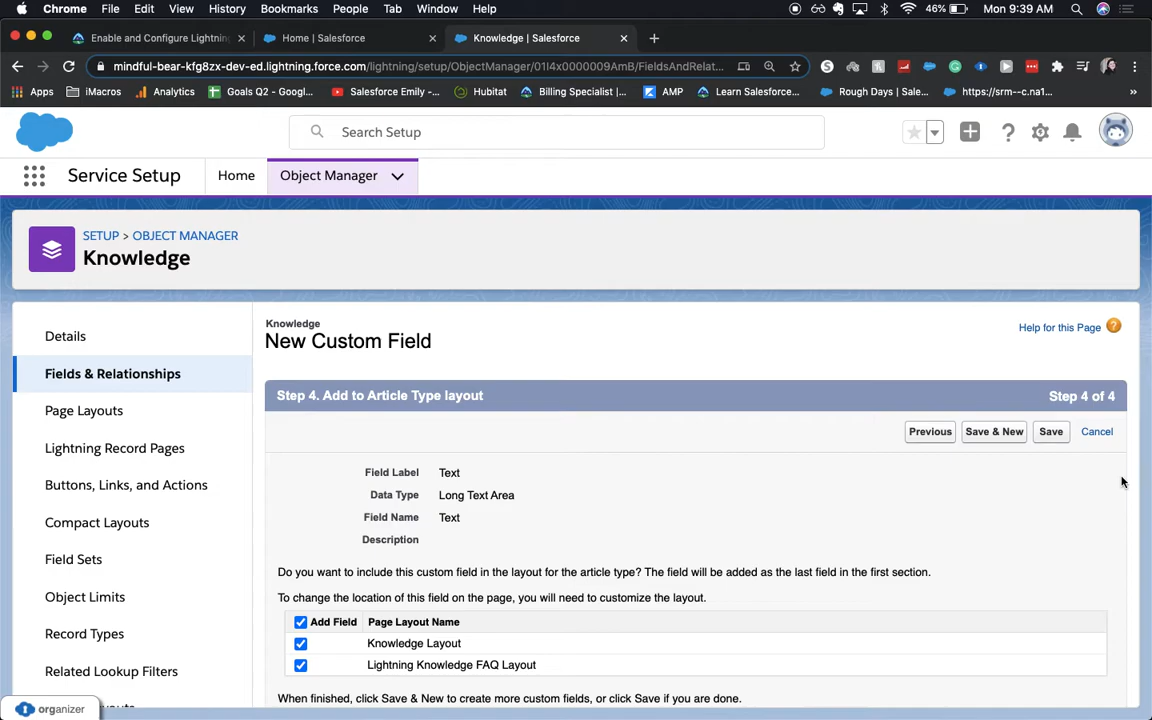 Chrome File Edit View History Bookmarks People Tab Window Help 46% Mon 9:39 AM
Enable and Configure Lightnin Home | Salesforce Knowledge | Salesforce
mindful-bear-kfg8zx-dev-ed.lightning.force.com/lightning/setup/ObjectManager/01I4x0000009AmB/FieldsAndRelat...
Apps iMacros Analytics Goals Q2 - Googl... Salesforce Emily -... Hubitat Billing Specialist |... AMP Learn Salesforce... Rough Days | Sale... https://srm--c.na1... »
Search Setup
Service Setup Home Object Manager
SETUP > OBJECT MANAGER
Knowledge
Details
Fields & Relationships
Page Layouts
Lightning Record Pages
Buttons, Links, and Actions
Compact Layouts
Field Sets
Object Limits
Record Types
Related Lookup Filters
organizer
Knowledge
New Custom Field
Help for this Page ?
Step 4. Add to Article Type layout Step 4 of 4
Previous Save & New Save Cancel
Field Label Text
Data Type Long Text Area
Field Name Text
Description
Do you want to include this custom field in the layout for the article type? The field will be added as the last field in the first section.
To change the location of this field on the page, you will need to customize the layout.
Add Field Page Layout Name
Knowledge Layout
Lightning Knowledge FAQ Layout
When finished, click Save & New to create more custom fields, or click Save if you are done.